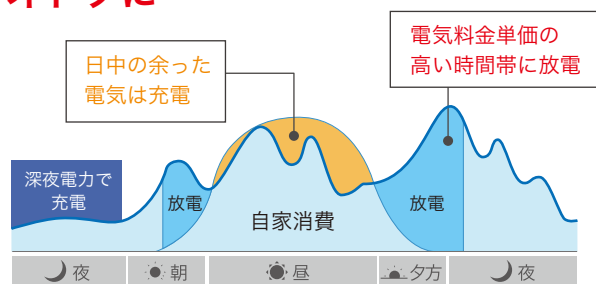 日中の余った
電気は充電
電気料金単価の
高い時間帯に放電
深夜電力で
充電
放電
自家消費
放電
夜
朝
昼
夕方
夜